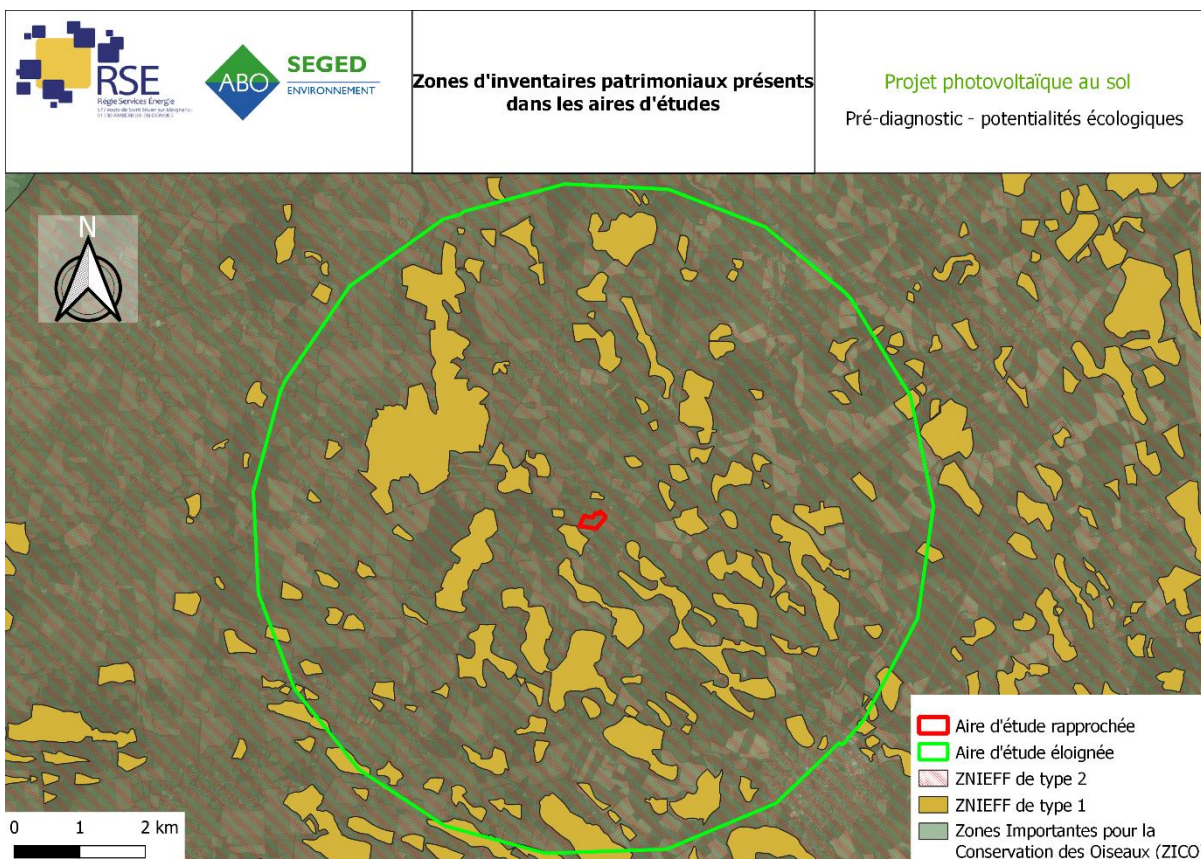 RSE
Régie Services Énergie
ABO
SEGED
ENVIRONNEMENT
Zones d'inventaires patrimoniaux présents
dans les aires d'études
Projet photovoltaïque au sol
Pré-diagnostic - potentialités écologiques
N
Aire d'étude rapprochée
Aire d'étude éloignée
ZNIEFF de type 2
ZNIEFF de type 1
Zones Importantes pour la
Conservation des Oiseaux (ZICO
0 1 2 km